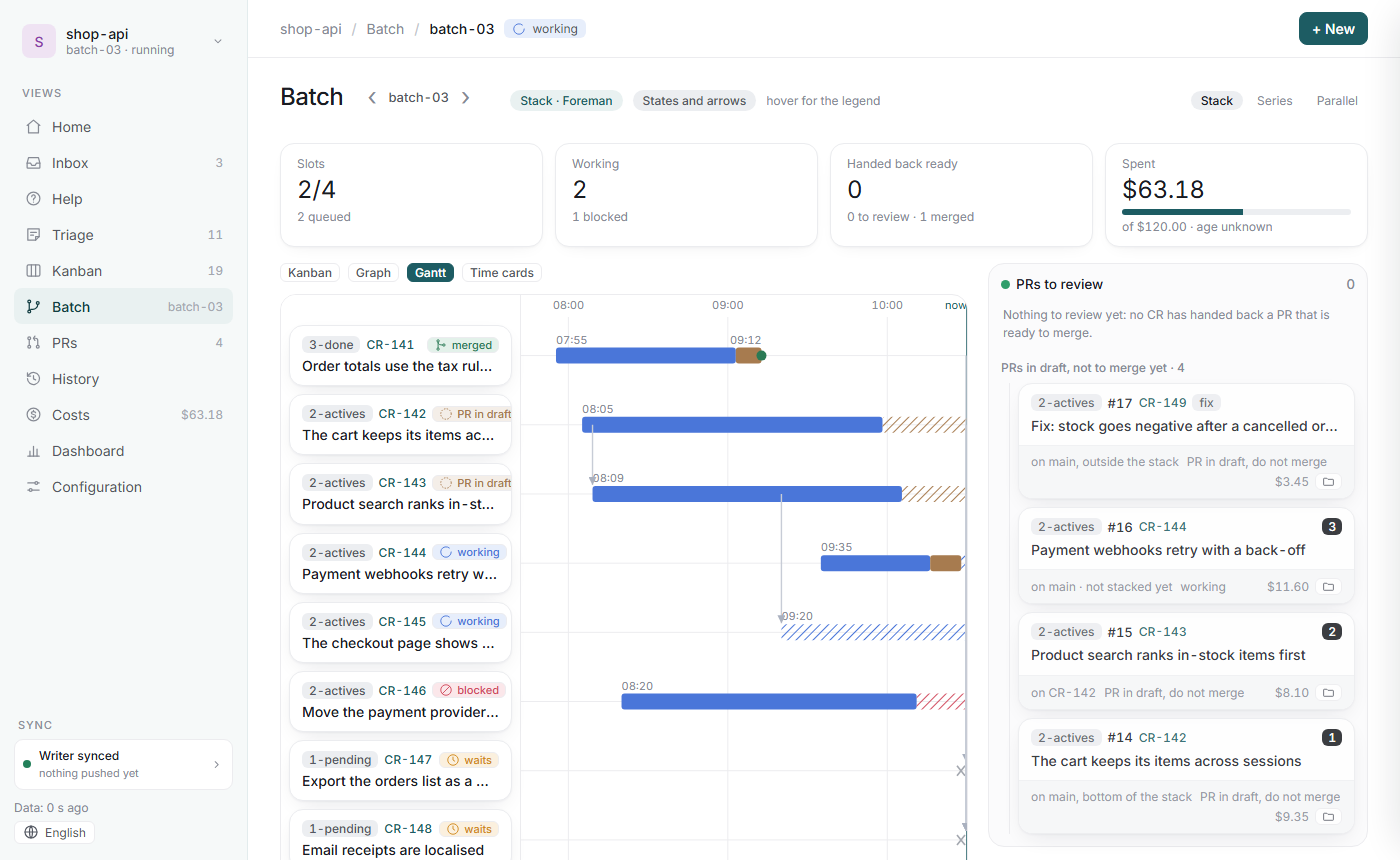 S
shop-api
batch-03 · running
VIEWS
Home
Inbox 3
Help
Triage 11
Kanban 19
Batch batch-03
PRs 4
History
Costs $63.18
Dashboard
Configuration
SYNC
Writer synced
nothing pushed yet
Data: 0 s ago
English
shop-api / Batch / batch-03 working
+ New
Batch batch-03 Stack · Foreman States and arrows hover for the legend
Stack Series Parallel
Slots
2/4
2 queued
Working
2
1 blocked
Handed back ready
0
0 to review · 1 merged
Spent
$63.18
of $120.00 · age unknown
Kanban Graph Gantt Time cards
08:00 09:00 10:00 now
3-done CR-141 merged
Order totals use the tax rul...
07:55 09:12
2-actives CR-142 PR in draft
The cart keeps its items ac...
08:05
2-actives CR-143 PR in draft
Product search ranks in-st...
08:09
2-actives CR-144 working
Payment webhooks retry w...
09:35
2-actives CR-145 working
The checkout page shows ...
09:20
2-actives CR-146 blocked
Move the payment provider...
08:20
1-pending CR-147 waits
Export the orders list as a ...
X
1-pending CR-148 waits
Email receipts are localised
X
PRs to review 0
Nothing to review yet: no CR has handed back a PR that is
ready to merge.
PRs in draft, not to merge yet · 4
2-actives #17 CR-149 fix
Fix: stock goes negative after a cancelled or...
on main, outside the stack PR in draft, do not merge
$3.45
2-actives #16 CR-144 3
Payment webhooks retry with a back-off
on main · not stacked yet working $11.60
2-actives #15 CR-143 2
Product search ranks in-stock items first
on CR-142 PR in draft, do not merge $8.10
2-actives #14 CR-142 1
The cart keeps its items across sessions
on main, bottom of the stack PR in draft, do not merge
$9.35